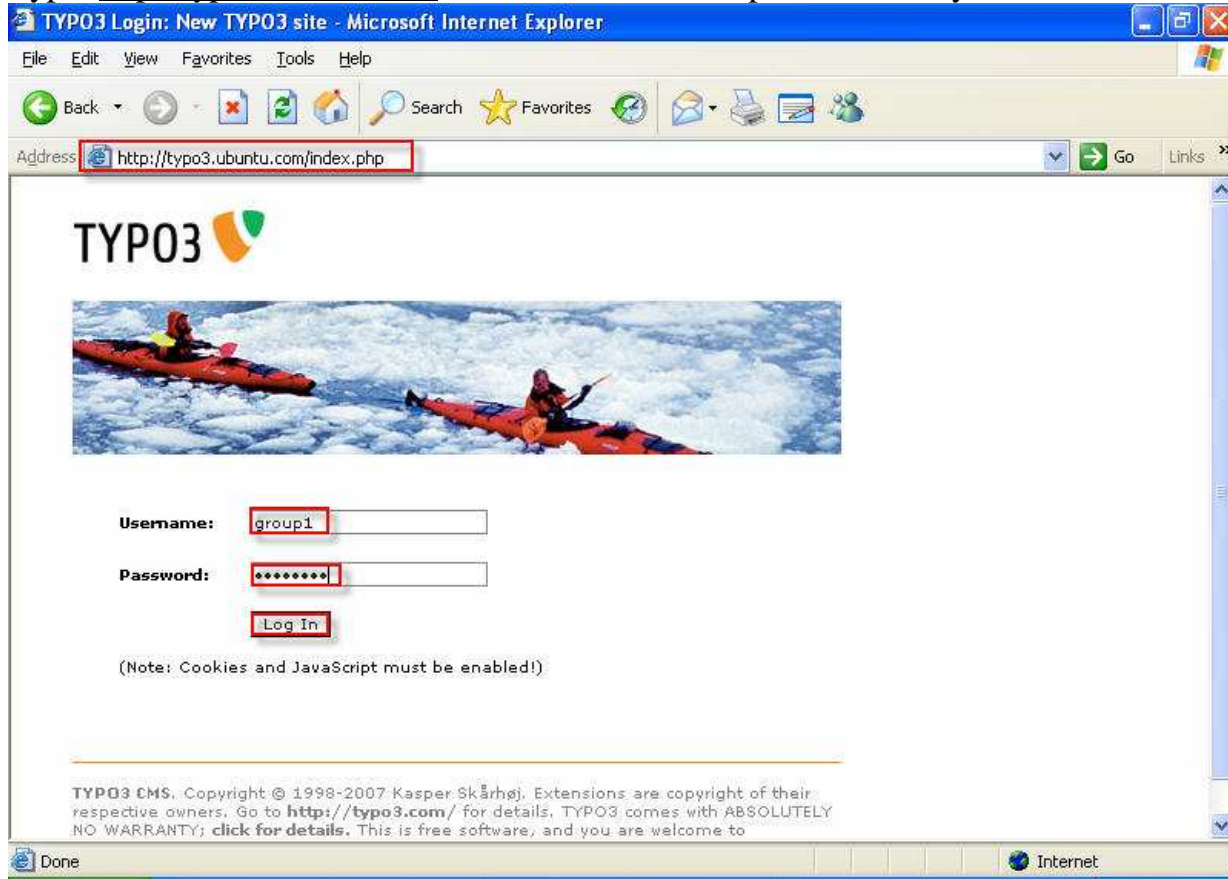 TYPO3 Login: New TYPO3 site - Microsoft Internet Explorer
File Edit View Favorites Tools Help
Back Search Favorites
Address http://typo3.ubuntu.com/index.php Go Links »
TYPO3
Username: group1
Password: ••••••••
Log In
(Note: Cookies and JavaScript must be enabled!)
TYPO3 CMS. Copyright © 1998-2007 Kasper Skårhøj. Extensions are copyright of their
respective owners. Go to http://typo3.com/ for details. TYPO3 comes with ABSOLUTELY
NO WARRANTY; click for details. This is free software, and you are welcome to
Done Internet